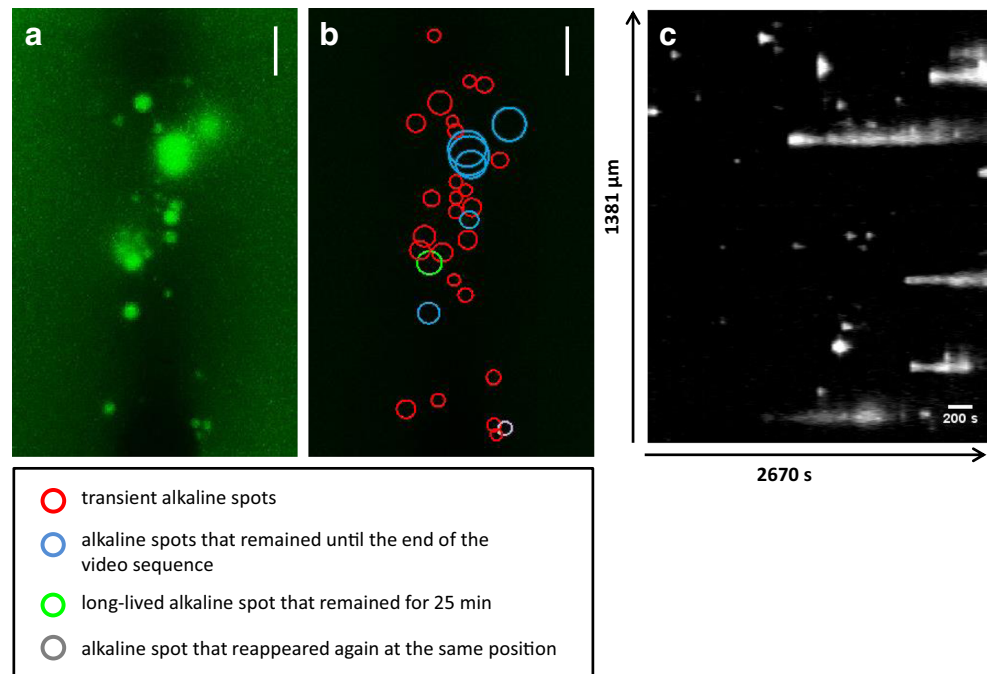 a
b
c
1381 µm
200 s
2670 s
transient alkaline spots
alkaline spots that remained until the end of the
video sequence
long-lived alkaline spot that remained for 25 min
alkaline spot that reappeared again at the same position